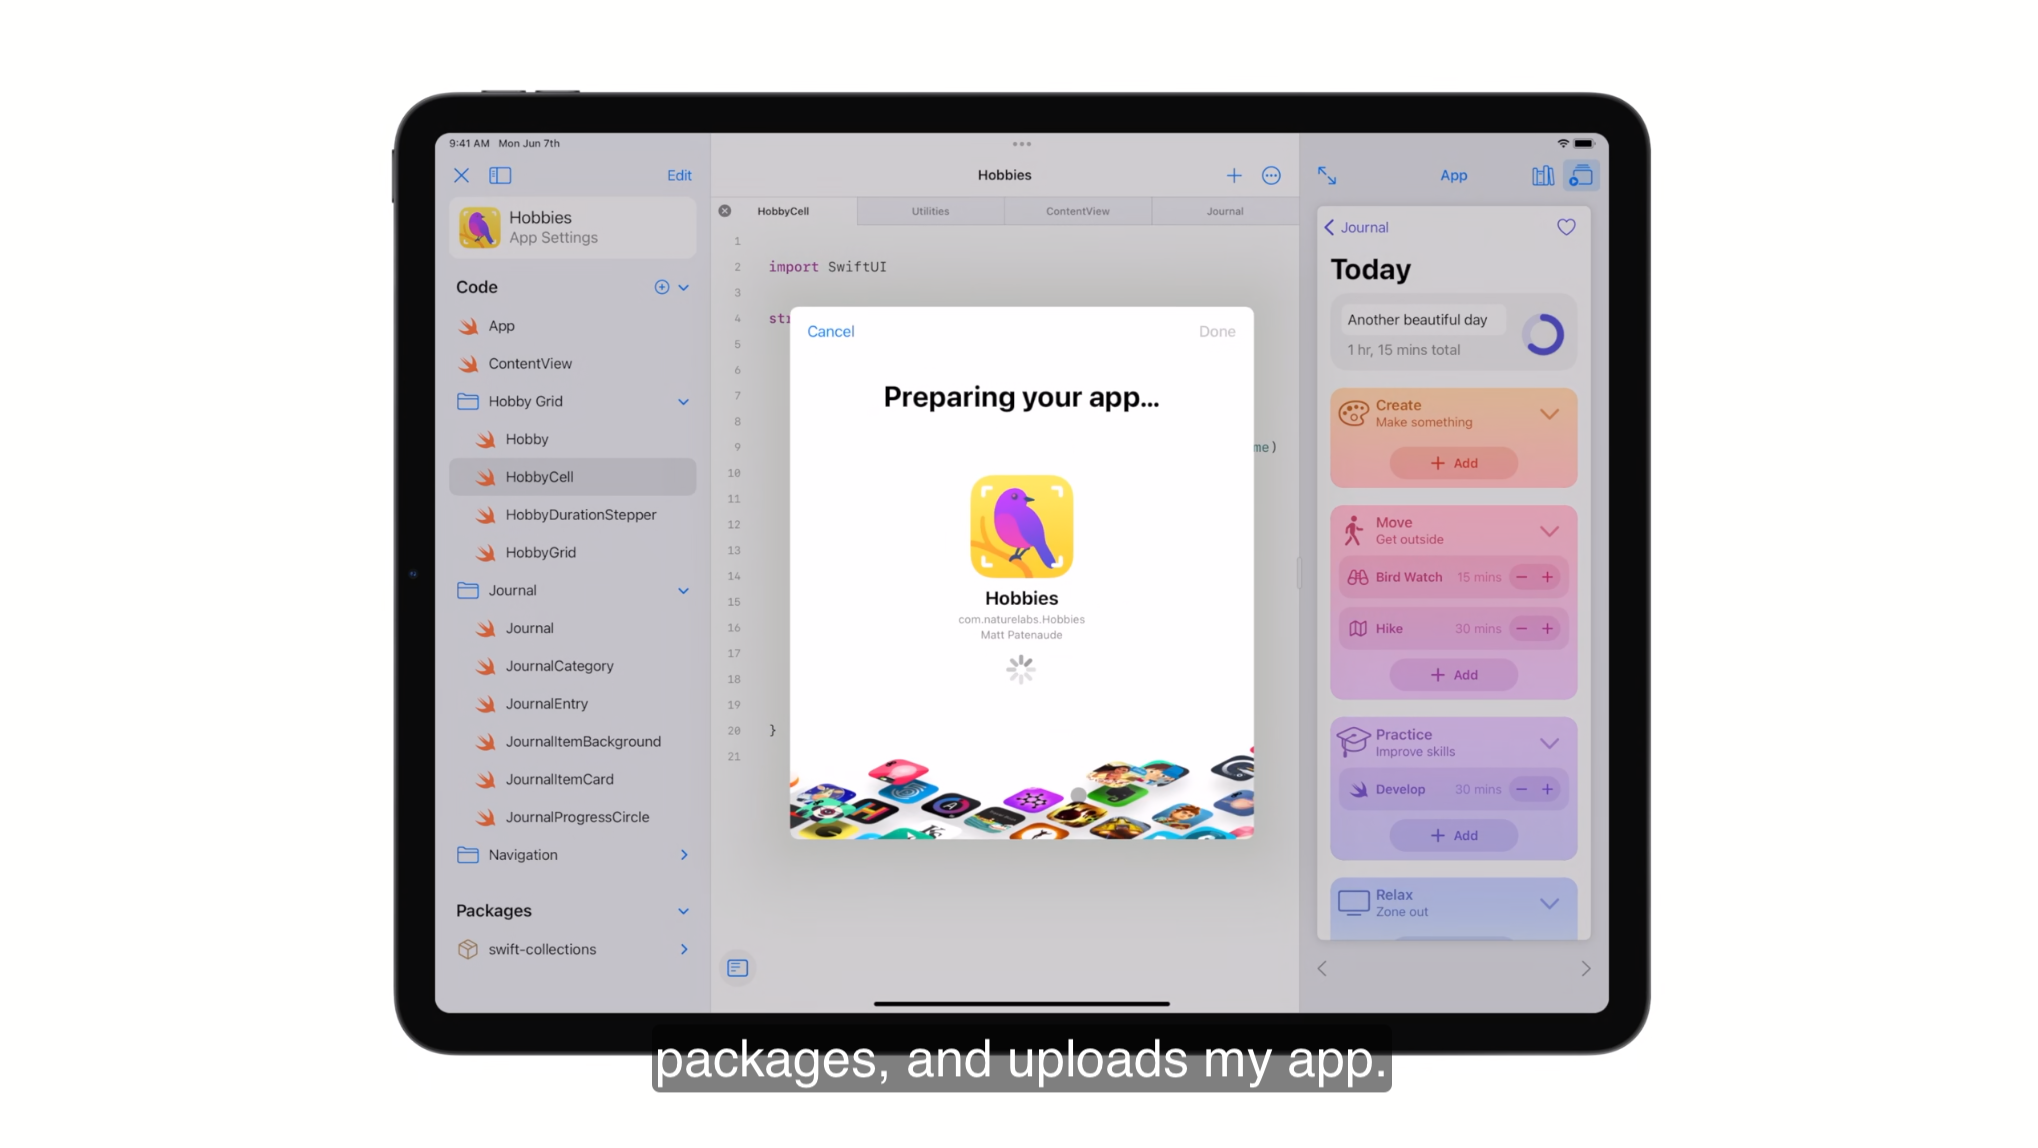 9:41 AM Mon Jun 7th
Edit
Hobbies
App Settings
Code
App
ContentView
Hobby Grid
Hobby
HobbyCell
HobbyDurationStepper
HobbyGrid
Journal
Journal
JournalCategory
JournalEntry
JournalItemBackground
JournalItemCard
JournalProgressCircle
Navigation
Packages
swift-collections
Hobbies
HobbyCell
Utilities
ContentView
Journal
1
2 import SwiftUI
3
4 str
5
6
7
8
9 me)
10
11
12
13
14
15
16
17
18
19
20 }
21
Cancel
Done
Preparing your app...
Hobbies
com.naturelabs.Hobbies
Matt Patenaude
App
Journal
Today
Another beautiful day
1 hr, 15 mins total
Create
Make something
+ Add
Move
Get outside
Bird Watch 15 mins − +
Hike 30 mins − +
+ Add
Practice
Improve skills
Develop 30 mins − +
+ Add
Relax
Zone out
packages, and uploads my app.